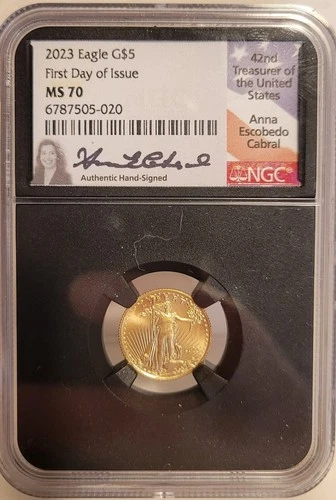 2023 Eagle G$5
First Day of Issue
MS 70
6787505-020
Authentic Hand-Signed
42nd
Treasurer of
the United
States
Anna
Escobedo
Cabral
NGC
LIBERTY